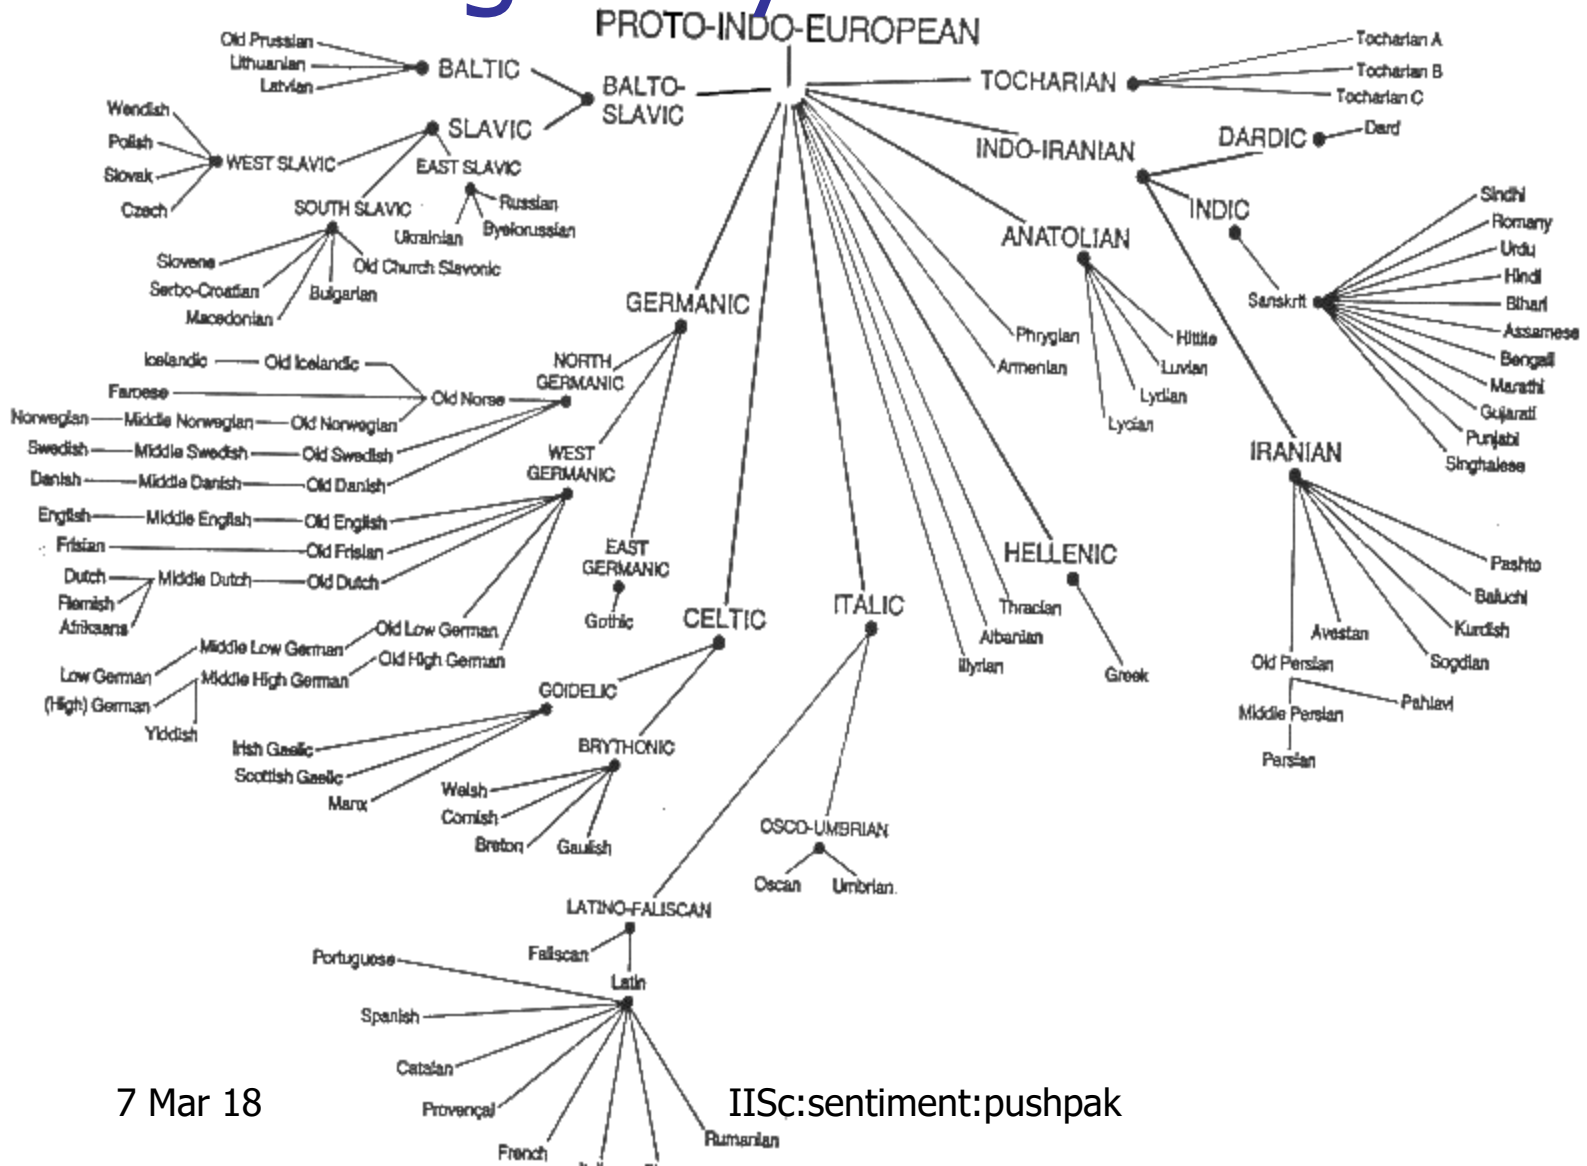 PROTO-INDO-EUROPEAN
Old Prussian
Lithuanian
Latvian
BALTIC
BALTO-
SLAVIC
SLAVIC
Wendish
Polish
Slovak
Czech
WEST SLAVIC
EAST SLAVIC
Russian
Byelorussian
Ukrainian
SOUTH SLAVIC
Old Church Slavonic
Slovene
Serbo-Croatian
Bulgarian
Macedonian
TOCHARIAN
Tocharian A
Tocharian B
Tocharian C
INDO-IRANIAN
DARDIC
Dard
INDIC
Sanskrit
Sindhi
Romany
Urdu
Hindi
Bihari
Assamese
Bengali
Marathi
Gujarati
Punjabi
Singhalese
ANATOLIAN
Hittite
Luvian
Lydian
Lycian
Phrygian
Armenian
IRANIAN
Pashto
Baluchi
Kurdish
Sogdian
Avestan
Old Persian
Pahlavi
Middle Persian
Persian
GERMANIC
NORTH
GERMANIC
Icelandic
Old Icelandic
Faroese
Old Norse
Norwegian
Middle Norwegian
Old Norwegian
Swedish
Middle Swedish
Old Swedish
Danish
Middle Danish
Old Danish
WEST
GERMANIC
English
Middle English
Old English
Frisian
Old Frisian
Dutch
Middle Dutch
Old Dutch
Flemish
Afrikaans
Old Low German
Middle Low German
Low German
Old High German
Middle High German
(High) German
Yiddish
EAST
GERMANIC
Gothic
CELTIC
GOIDELIC
Irish Gaelic
Scottish Gaelic
Manx
BRYTHONIC
Welsh
Cornish
Breton
Gaulish
ITALIC
OSCO-UMBRIAN
Oscan
Umbrian
LATINO-FALISCAN
Faliscan
Latin
Portuguese
Spanish
Catalan
Provençal
French
Rumanian
HELLENIC
Greek
Thracian
Albanian
Illyrian
7 Mar 18
IISc:sentiment:pushpak